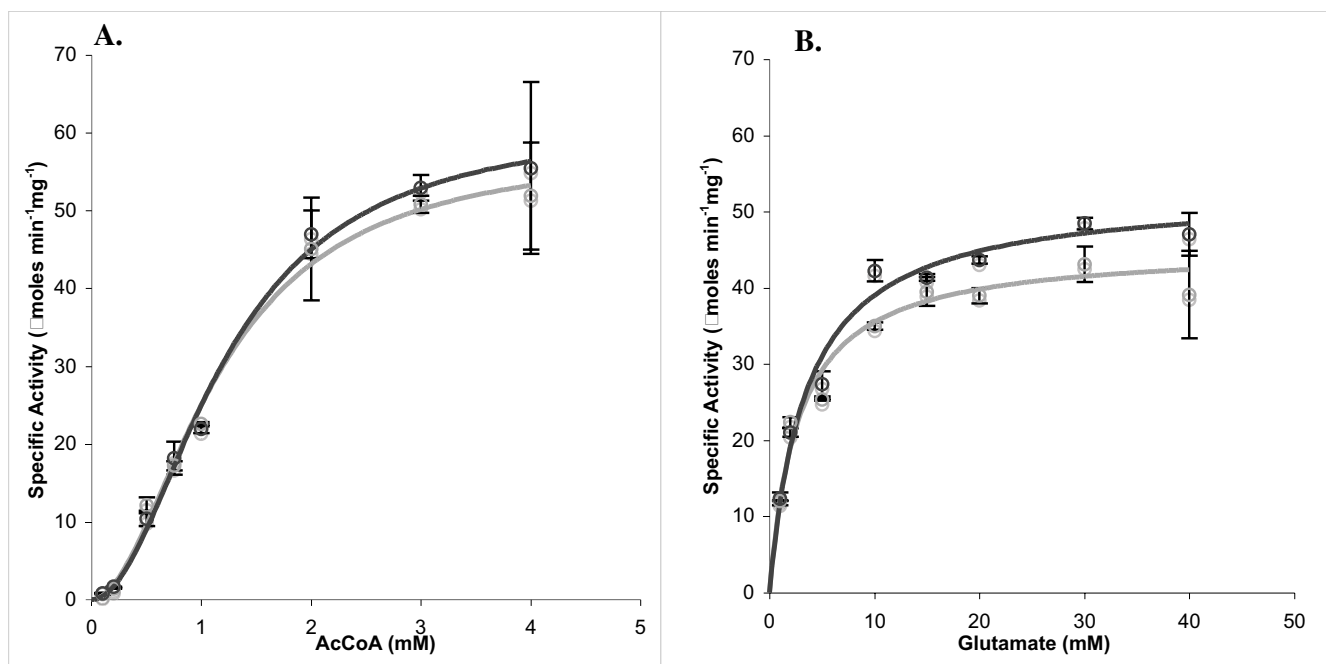 A.
70
60
50
40
30
20
10
0
Specific Activity (□moles min⁻¹mg⁻¹)
0 1 2 3 4 5
AcCoA (mM)
B.
70
60
50
40
30
20
10
0
Specific Activity (□moles min⁻¹mg⁻¹)
0 10 20 30 40 50
Glutamate (mM)